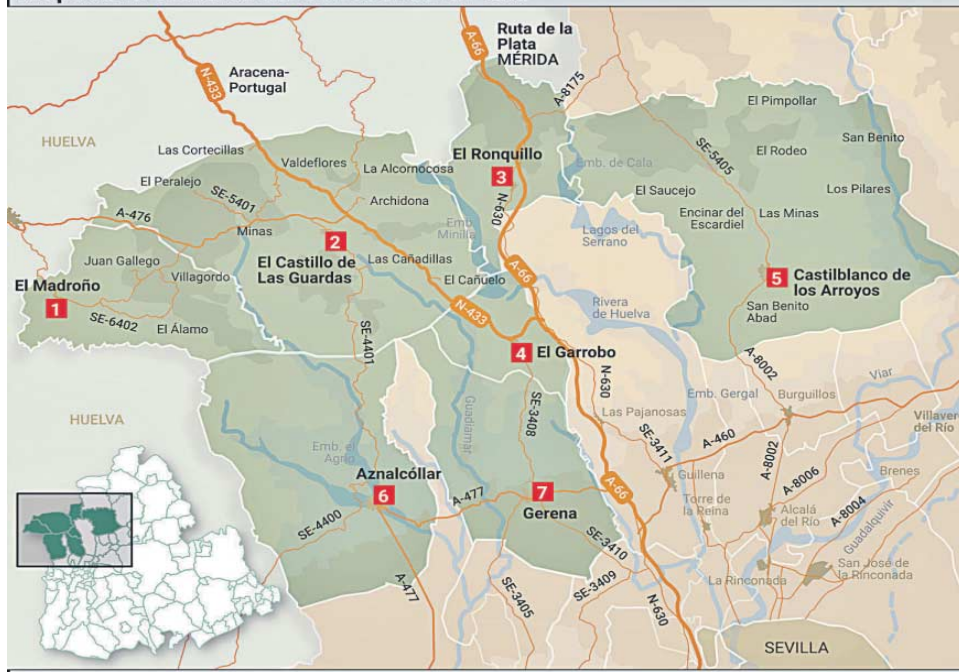 Ruta de la
Plata
MÉRIDA
A-66
N-433
Aracena-
Portugal
A-8175
HUELVA
El Pimpollar
San Benito
Las Cortecillas
Valdeflores
La Alcornocosa
El Ronquillo
3
Emb. de Cala
SE-5405
El Rodeo
El Peralejo
SE-5401
Archidona
N-630
El Saucejo
Los Pilares
A-476
Minas
2
El Castillo de
Las Guardas
Emb.
Minilla
Encinar del
Escardiel
Las Minas
Lagos del
Serrano
Juan Gallego
Villagordo
Las Cañadillas
El Cañuelo
A-66
5
Castilblanco de
los Arroyos
El Madroño
1
SE-6402
El Álamo
N-433
Rivera
de Huelva
San Benito
Abad
SE-4401
4
El Garrobo
A-8002
N-630
Viar
HUELVA
Guadiamar
SE-3408
Las Pajanosas
Emb. Gergal
Burguillos
Villaverde
del Río
SE-3411
A-460
Emb. el
Agrio
Aznalcóllar
6
A-477
7
Gerena
A-66
Guillena
A-8002
A-8006
Brenes
SE-4400
Torre de
la Reina
Alcalá
del Río
A-8004
Guadalquivir
SE-3410
A-477
SE-3405
SE-3409
La Rinconada
San José de
la Rinconada
N-630
SEVILLA